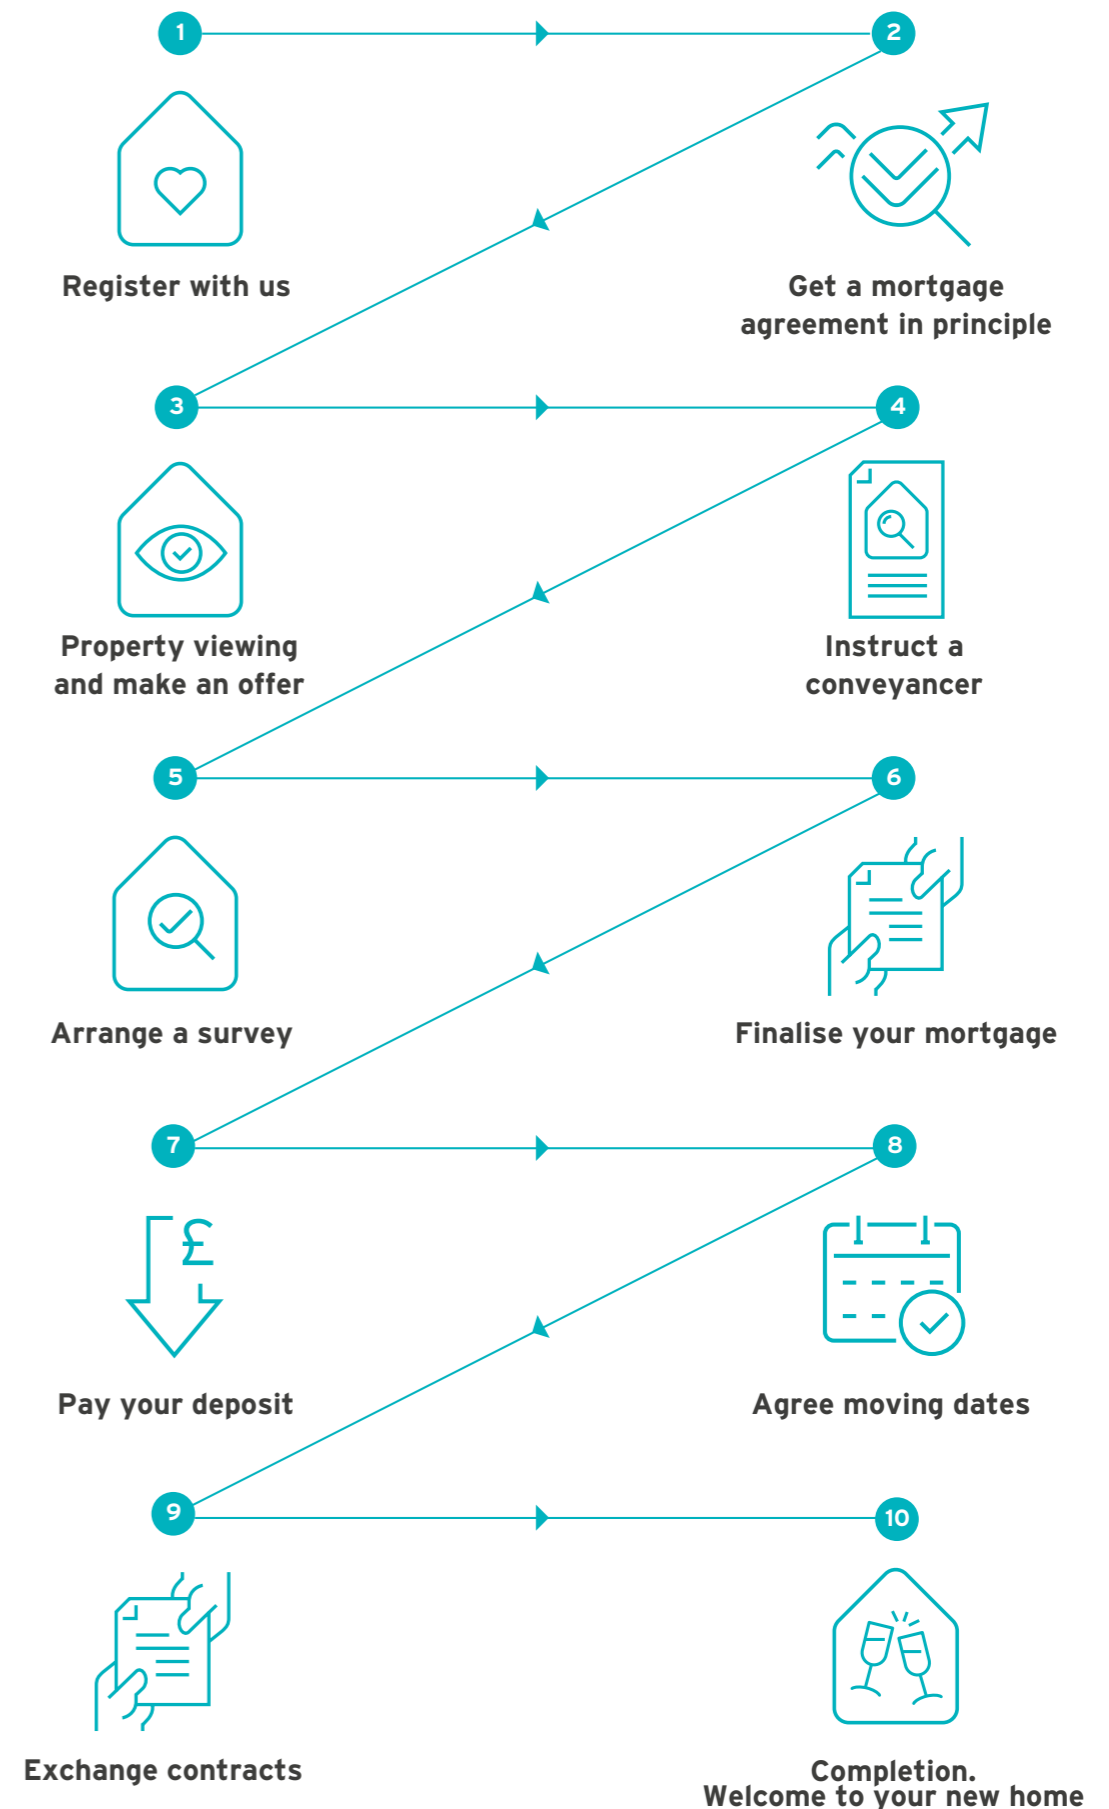 1
2
Register with us
Get a mortgage
agreement in principle
3
4
Property viewing
and make an offer
Instruct a
conveyancer
5
6
Arrange a survey
Finalise your mortgage
7
8
£
Pay your deposit
Agree moving dates
9
10
Exchange contracts
Completion.
Welcome to your new home